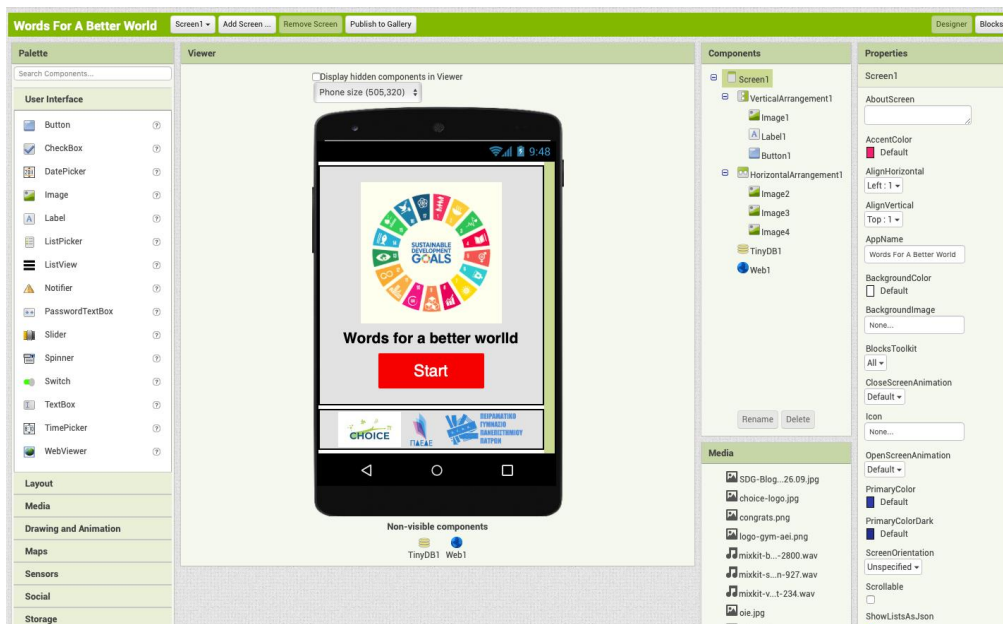 Words For A Better World
Screen1
Add Screen ...
Remove Screen
Publish to Gallery
Designer
Blocks
Palette
Search Components...
User Interface
Button
CheckBox
DatePicker
Image
Label
ListPicker
ListView
Notifier
PasswordTextBox
Slider
Spinner
Switch
TextBox
TimePicker
WebViewer
Layout
Media
Drawing and Animation
Maps
Sensors
Social
Storage
Viewer
Display hidden components in Viewer
Phone size (505,320)
9:48
SUSTAINABLE
DEVELOPMENT
GOALS
Words for a better worlld
Start
CHOICE
ΠΔΕΑΕ
ΠΕΙΡΑΜΑΤΙΚΟ
ΓΥΜΝΑΣΙΟ
ΠΑΝΕΠΙΣΤΗΜΙΟΥ
ΠΑΤΡΩΝ
Non-visible components
TinyDB1 Web1
Components
Screen1
VerticalArrangement1
Image1
Label1
Button1
HorizontalArrangement1
Image2
Image3
Image4
TinyDB1
Web1
Rename Delete
Media
SDG-Blog...26.09.jpg
choice-logo.jpg
congrats.png
logo-gym-aei.png
mixkit-b...-2800.wav
mixkit-s...n-927.wav
mixkit-v...t-234.wav
oie.jpg
Properties
Screen1
AboutScreen
AccentColor
Default
AlignHorizontal
Left : 1
AlignVertical
Top : 1
AppName
Words For A Better World
BackgroundColor
Default
BackgroundImage
None...
BlocksToolkit
All
CloseScreenAnimation
Default
Icon
None...
OpenScreenAnimation
Default
PrimaryColor
Default
PrimaryColorDark
Default
ScreenOrientation
Unspecified
Scrollable
ShowListsAsJson